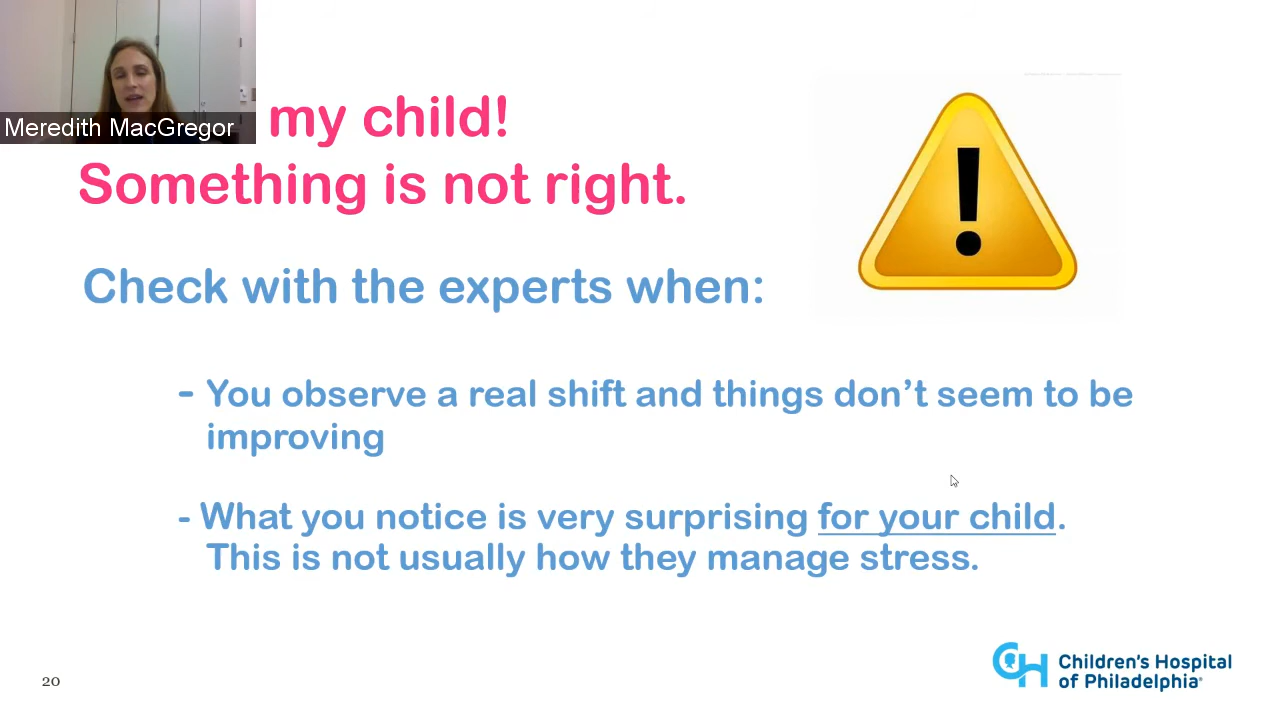 Meredith MacGregor
my child!
Something is not right.
Check with the experts when:
- You observe a real shift and things don’t seem to be
improving
- What you notice is very surprising for your child.
This is not usually how they manage stress.
20
CH Children’s Hospital
of Philadelphia